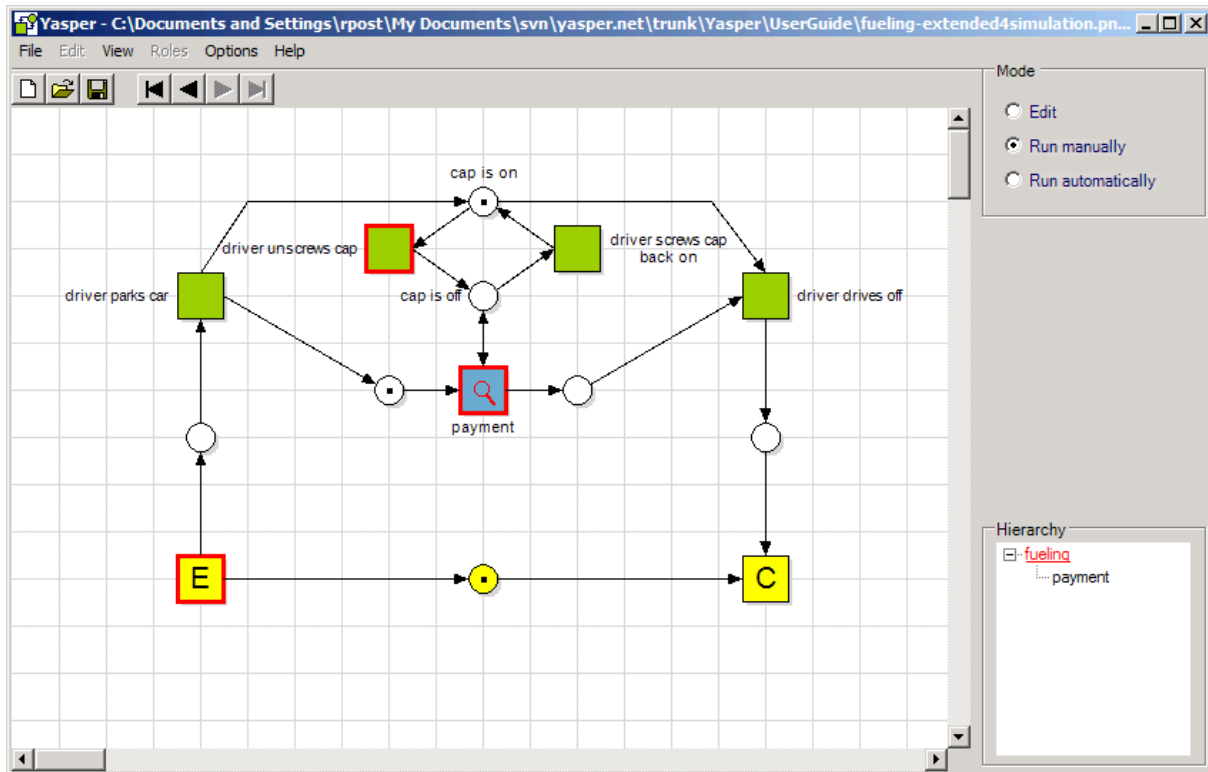 Yasper - C:\Documents and Settings\rpost\My Documents\svn\yasper.net\trunk\Yasper\UserGuide\fueling-extended4simulation.pn...
File Edit View Roles Options Help
Mode
Edit
Run manually
Run automatically
cap is on
driver unscrews cap
driver screws cap
back on
driver parks car
cap is off
driver drives off
payment
E
C
Hierarchy
fueling
payment